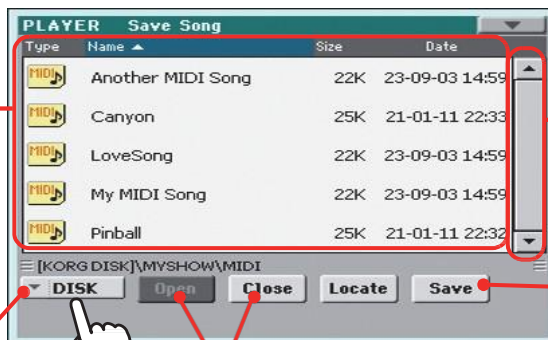 PLAYER Save Song
Type Name Size Date
MIDI Another MIDI Song 22K 23-09-03 14:59
MIDI Canyon 25K 21-01-11 22:33
MIDI LoveSong 22K 23-09-03 14:59
MIDI My MIDI Song 22K 23-09-03 14:59
MIDI Pinball 25K 21-01-11 22:32
[KORG DISK]\MYSHOW\MIDI
DISK Open Close Locate Save